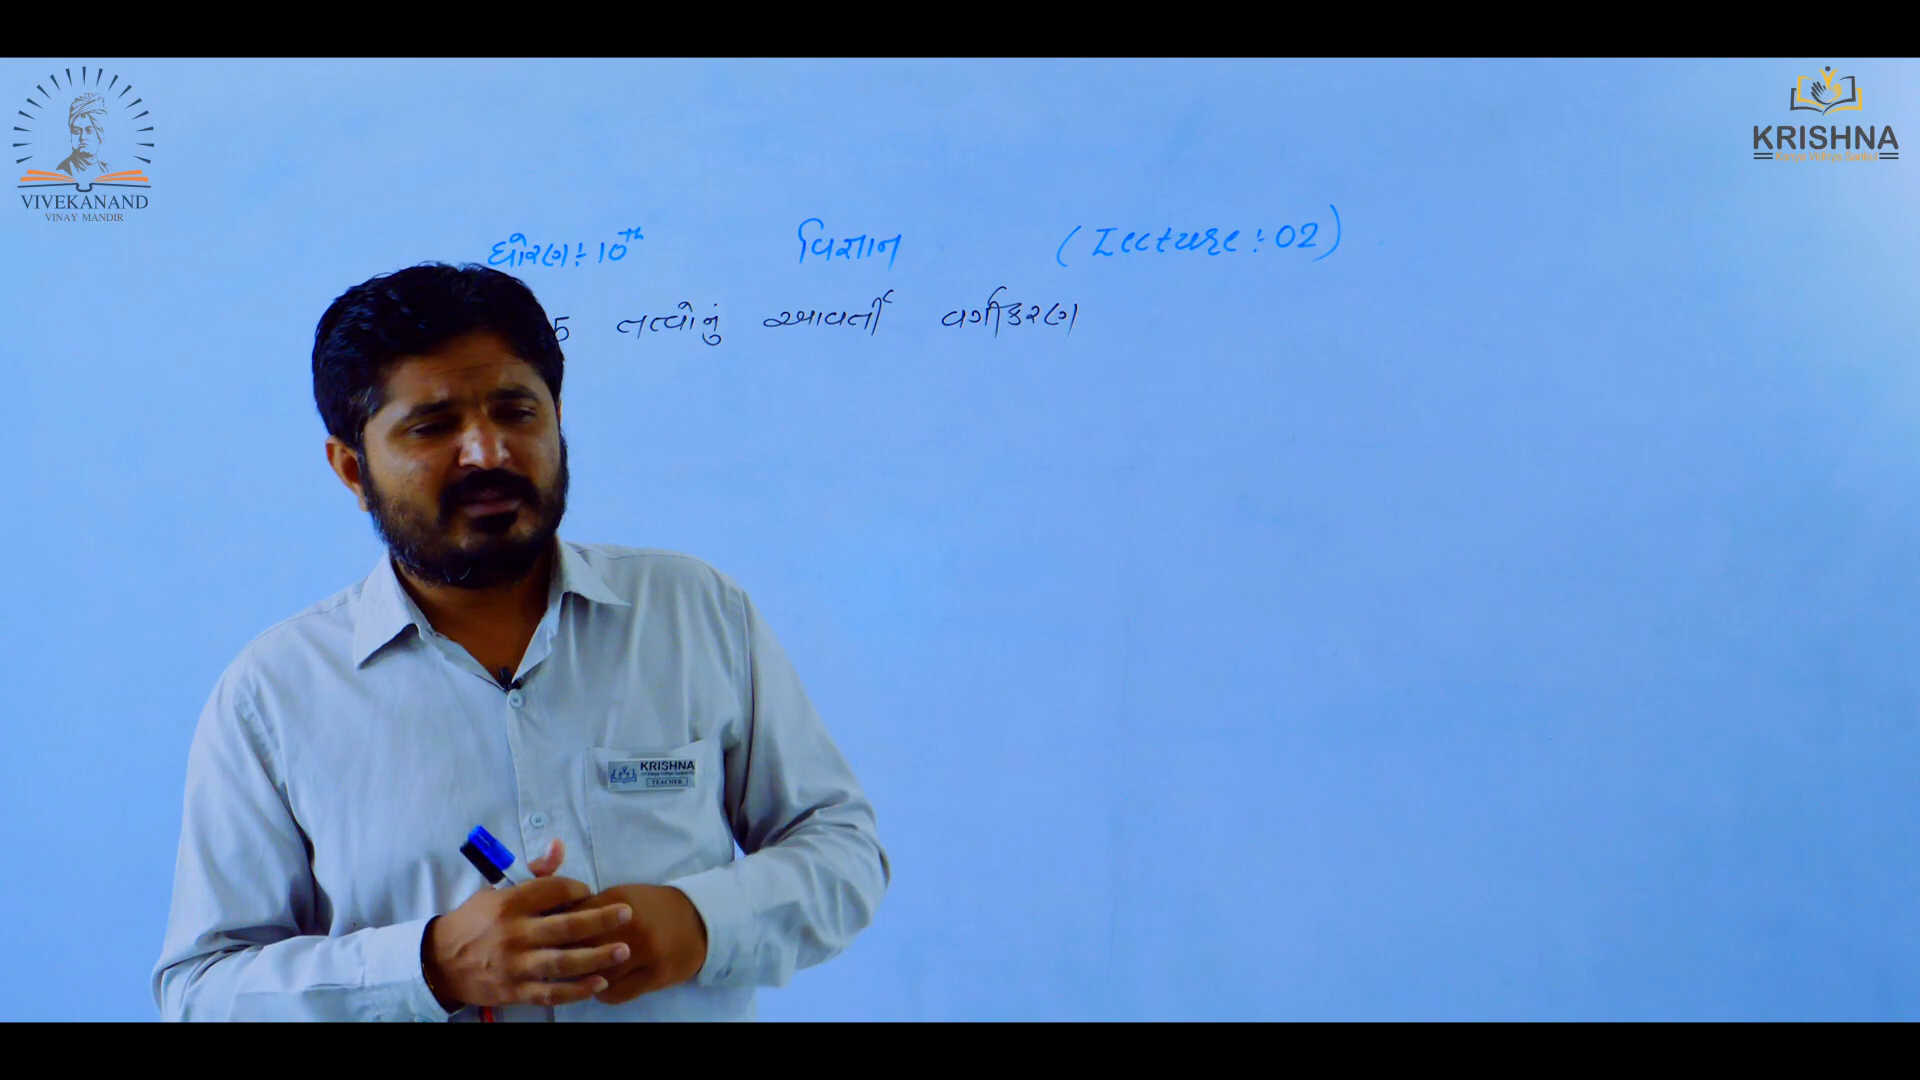 VIVEKANAND
VINAY MANDIR
KRISHNA
ધોરણ:- 10th વિજ્ઞાન (Lecture:- 02)
5 તત્વોનું આવર્તી વર્ગીકરણ
KRISHNA
TEACHER